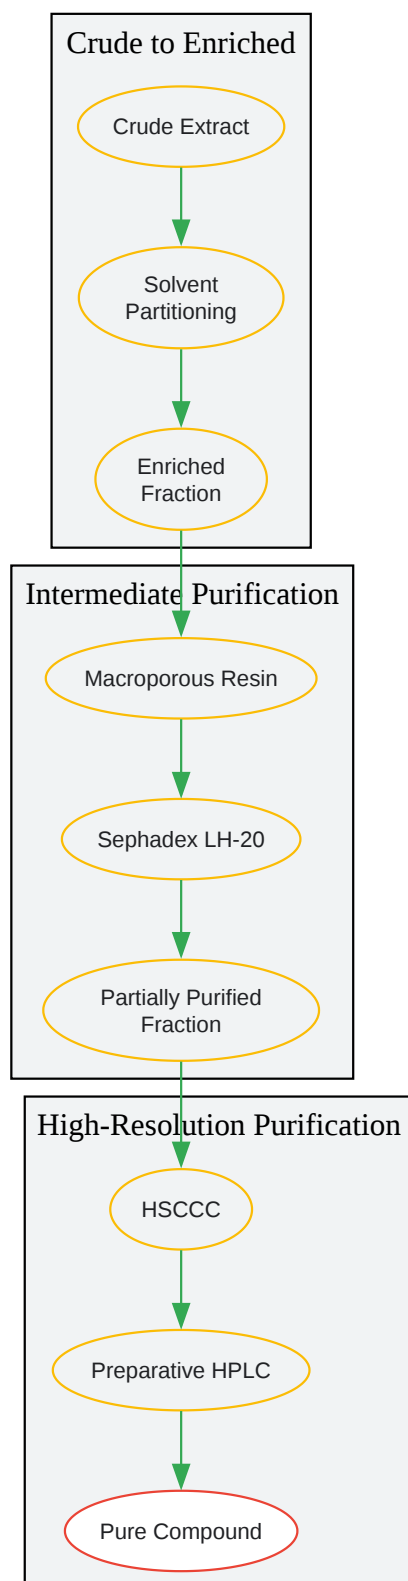 Crude to Enriched
Crude Extract
Solvent
Partitioning
Enriched
Fraction
Intermediate Purification
Macroporous Resin
Sephadex LH-20
Partially Purified
Fraction
High-Resolution Purification
HSCCC
Preparative HPLC
Pure Compound